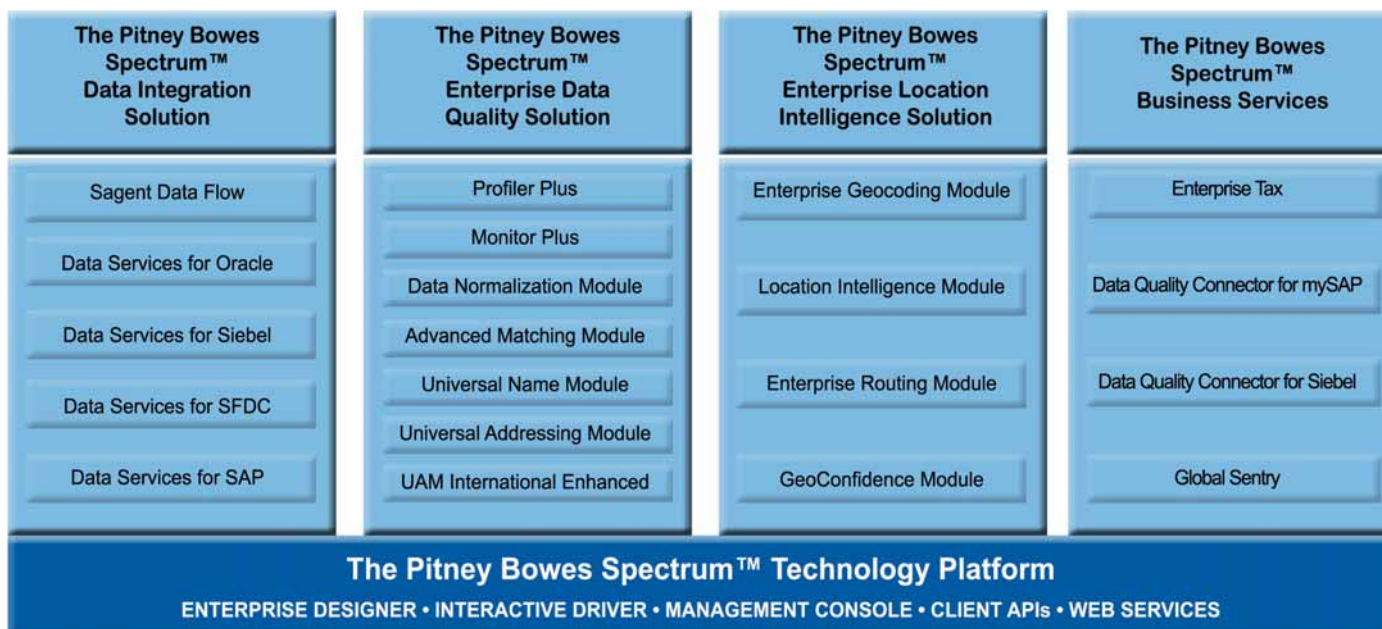 The Pitney Bowes
Spectrum™
Data Integration
Solution
Sagent Data Flow
Data Services for Oracle
Data Services for Siebel
Data Services for SFDC
Data Services for SAP
The Pitney Bowes
Spectrum™
Enterprise Data
Quality Solution
Profiler Plus
Monitor Plus
Data Normalization Module
Advanced Matching Module
Universal Name Module
Universal Addressing Module
UAM International Enhanced
The Pitney Bowes
Spectrum™
Enterprise Location
Intelligence Solution
Enterprise Geocoding Module
Location Intelligence Module
Enterprise Routing Module
GeoConfidence Module
The Pitney Bowes
Spectrum™
Business Services
Enterprise Tax
Data Quality Connector for mySAP
Data Quality Connector for Siebel
Global Sentry
The Pitney Bowes Spectrum™ Technology Platform
ENTERPRISE DESIGNER • INTERACTIVE DRIVER • MANAGEMENT CONSOLE • CLIENT APIs • WEB SERVICES